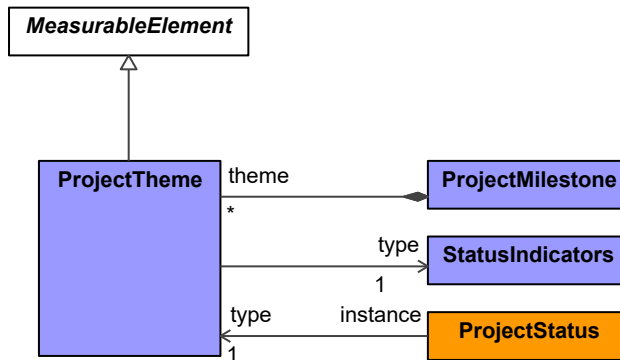 MeasurableElement
ProjectTheme
theme
*
ProjectMilestone
type
1
StatusIndicators
type
1
instance
ProjectStatus